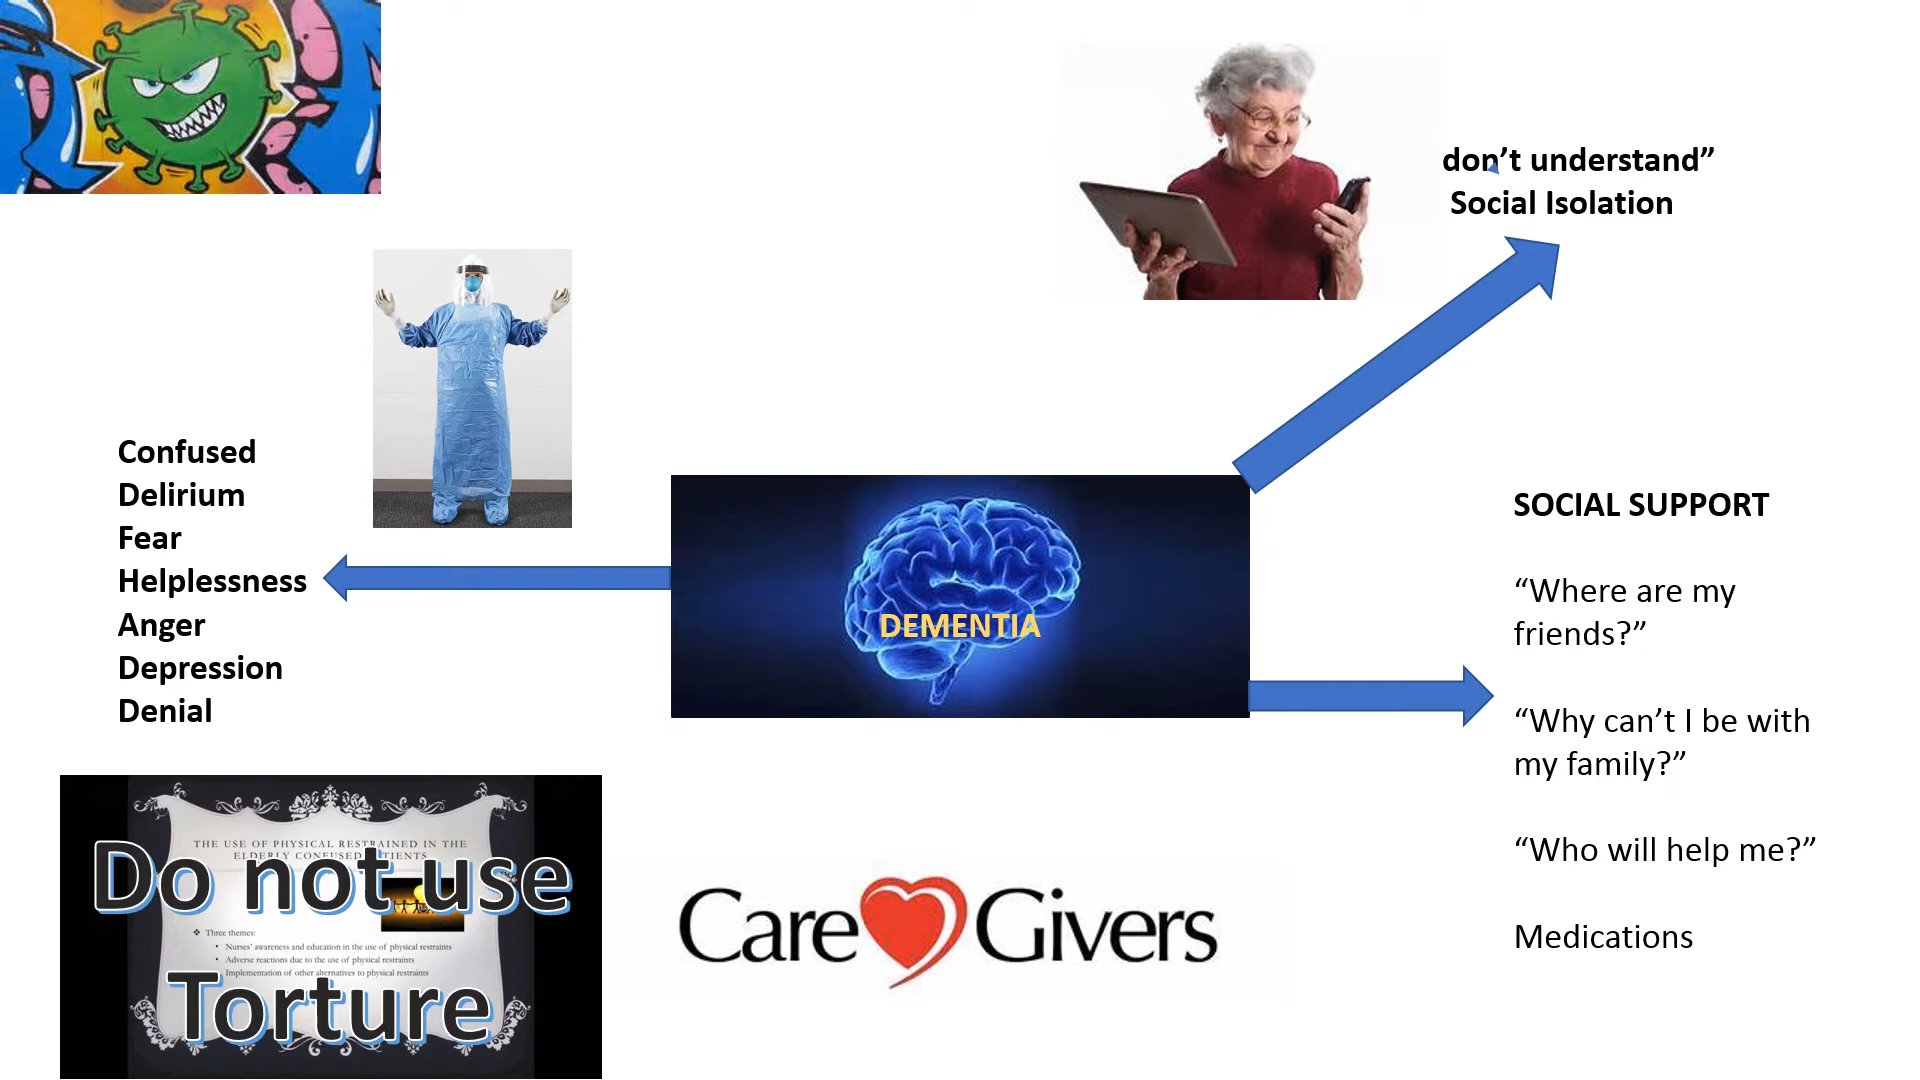 don’t understand”
Social Isolation
Confused
Delirium
Fear
Helplessness
Anger
Depression
Denial
DEMENTIA
SOCIAL SUPPORT
“Where are my
friends?”
“Why can’t I be with
my family?”
“Who will help me?”
Medications
THE USE OF PHYSICAL RESTRAINED IN THE
ELDERLY CONFUSED PATIENTS
Do not use
❖ Three themes:
• Nurses’ awareness and education in the use of physical restraints
• Adverse reactions due to the use of physical restraints
Implementation of other alternatives to physical restraints
Torture
Care Givers